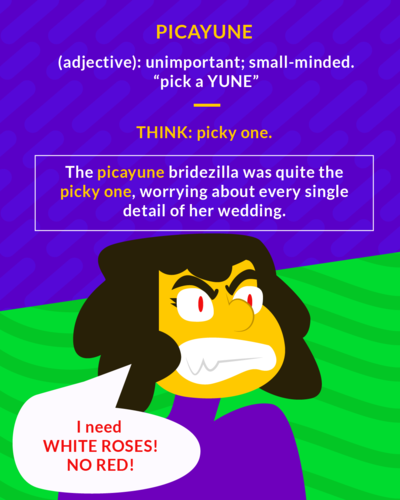 PICAYUNE
(adjective): unimportant; small-minded.
“pick a YUNE”
THINK: picky one.
The picayune bridezilla was quite the
picky one, worrying about every single
detail of her wedding.
I need
WHITE ROSES!
NO RED!